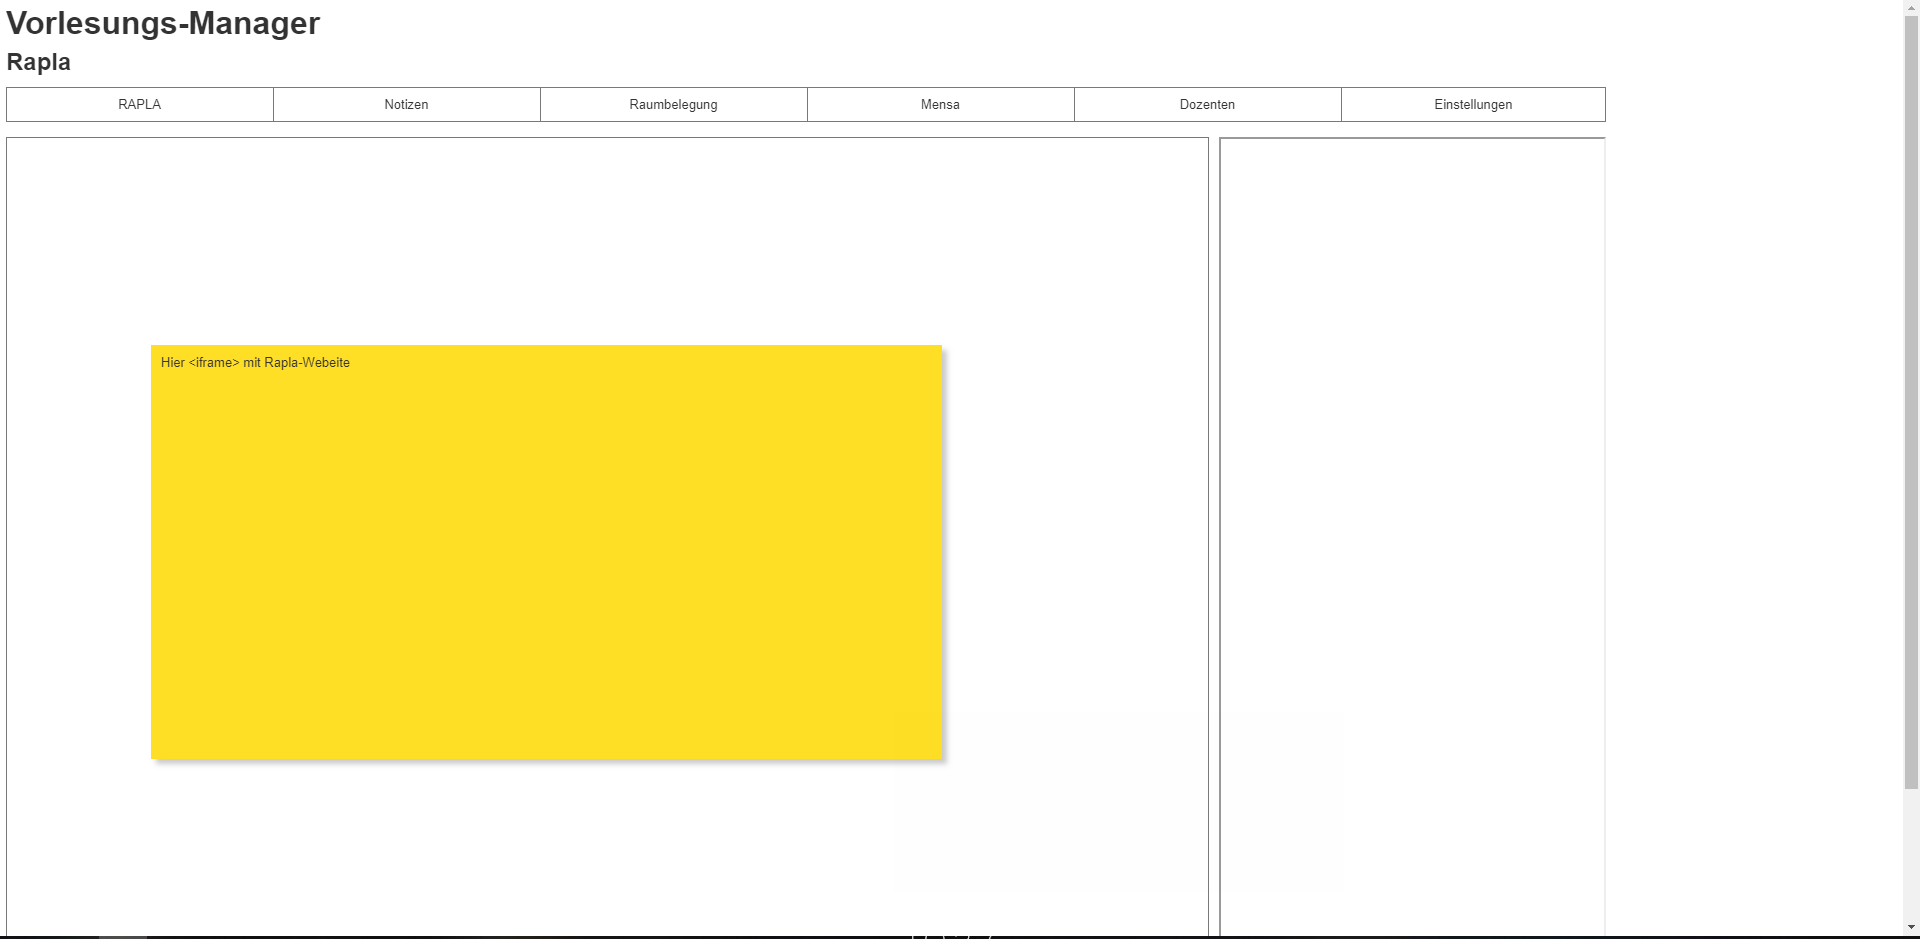 Vorlesungs-Manager
Rapla
RAPLA Notizen Raumbelegung Mensa Dozenten Einstellungen
Hier <iframe> mit Rapla-Webeite